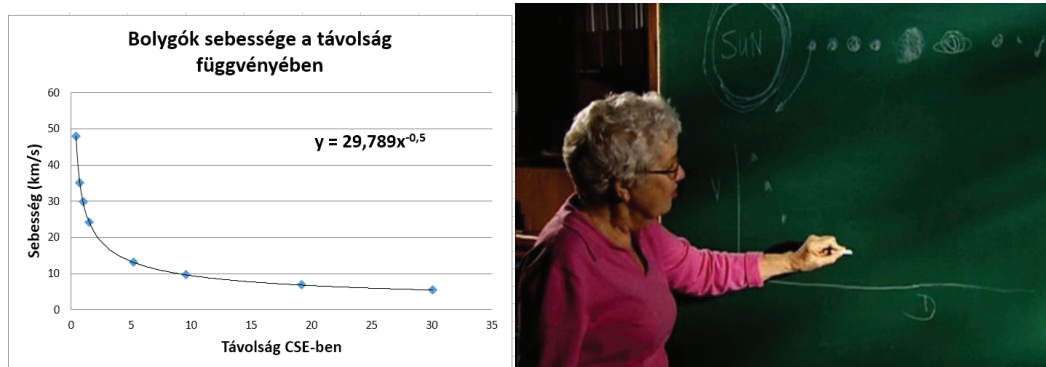 Bolygók sebessége a távolság
függvényében
60
50
40
30
20
10
0
Sebesség (km/s)
y = 29,789x^-0,5
0 5 10 15 20 25 30 35
Távolság CSE-ben
SUN
V
D